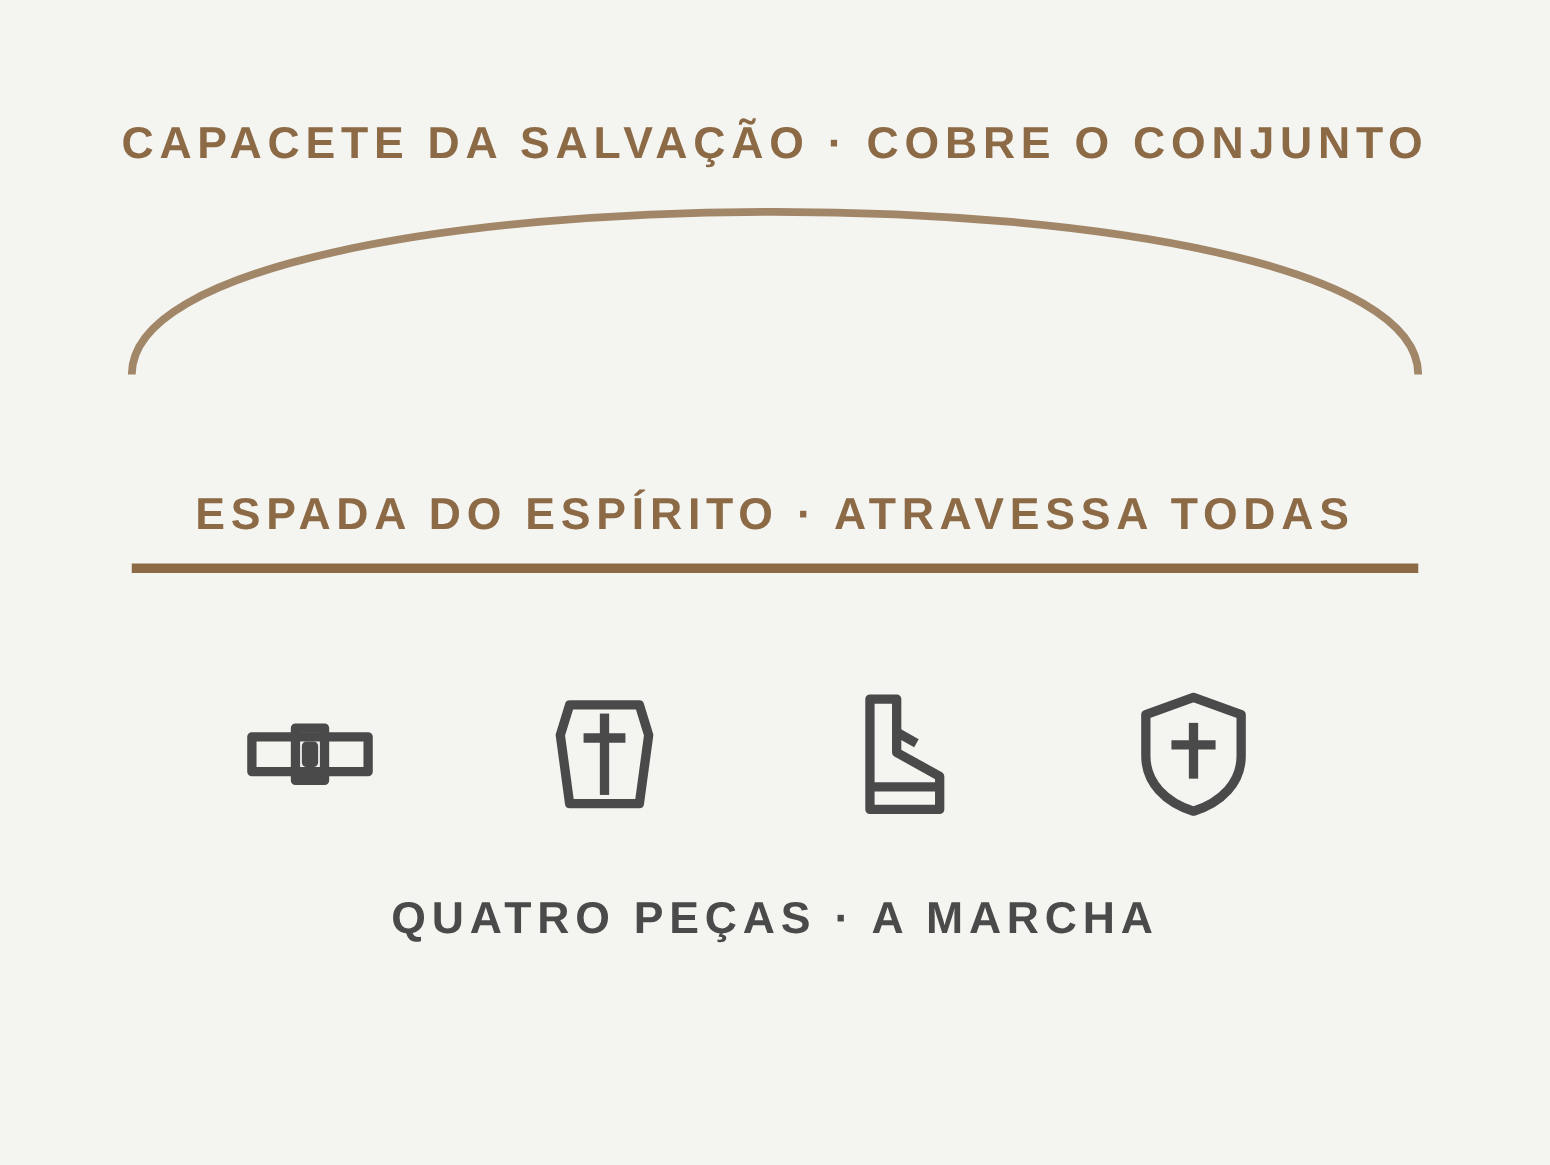 CAPACETE DA SALVAÇÃO · COBRE O CONJUNTO
ESPADA DO ESPÍRITO · ATRAVESSA TODAS
QUATRO PEÇAS · A MARCHA